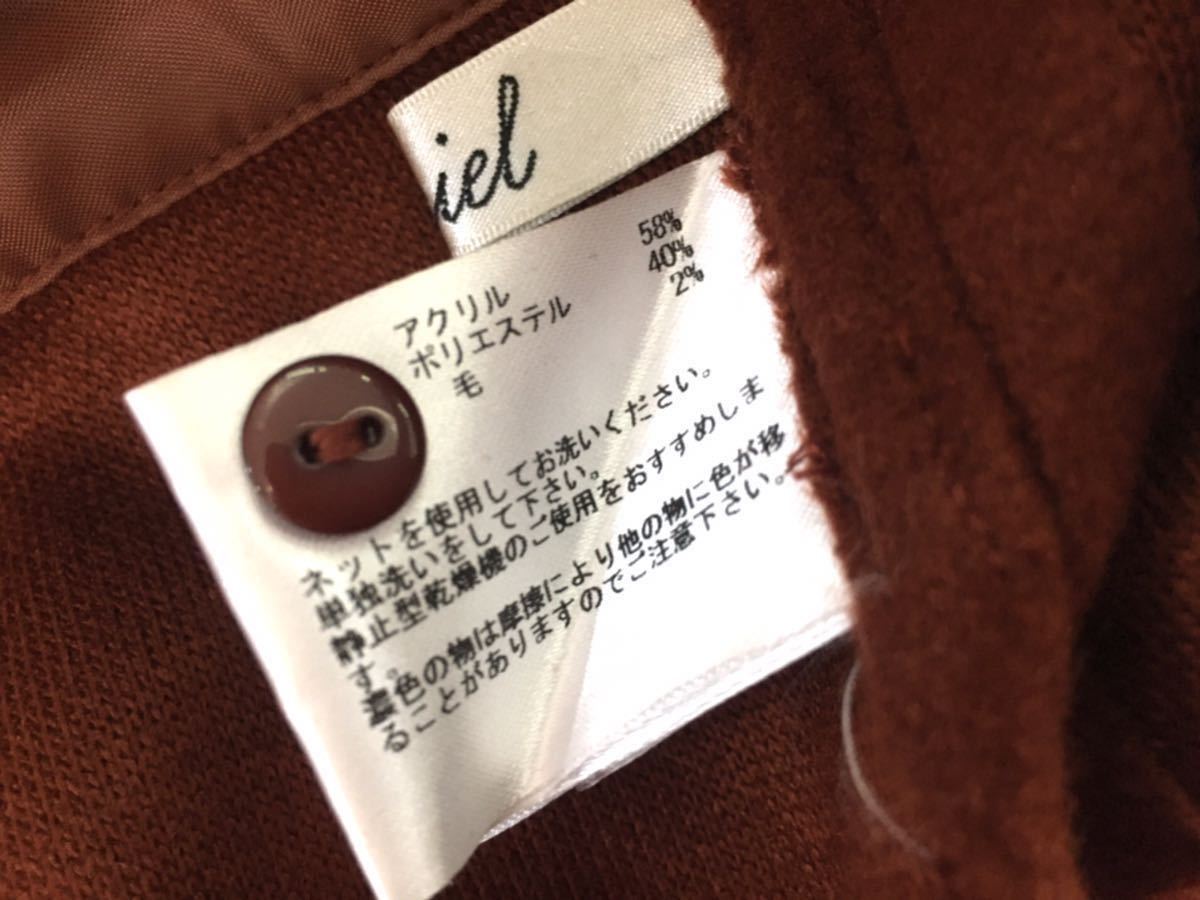 iel
アクリル 58%
ポリエステル 40%
毛 2%
ネットを使用してお洗いください。
単独洗いをして下さい。
静止型乾燥機のご使用をおすすめしま
す。
濃色の物は摩擦により他の物に色が移
ることがありますのでご注意下さい。